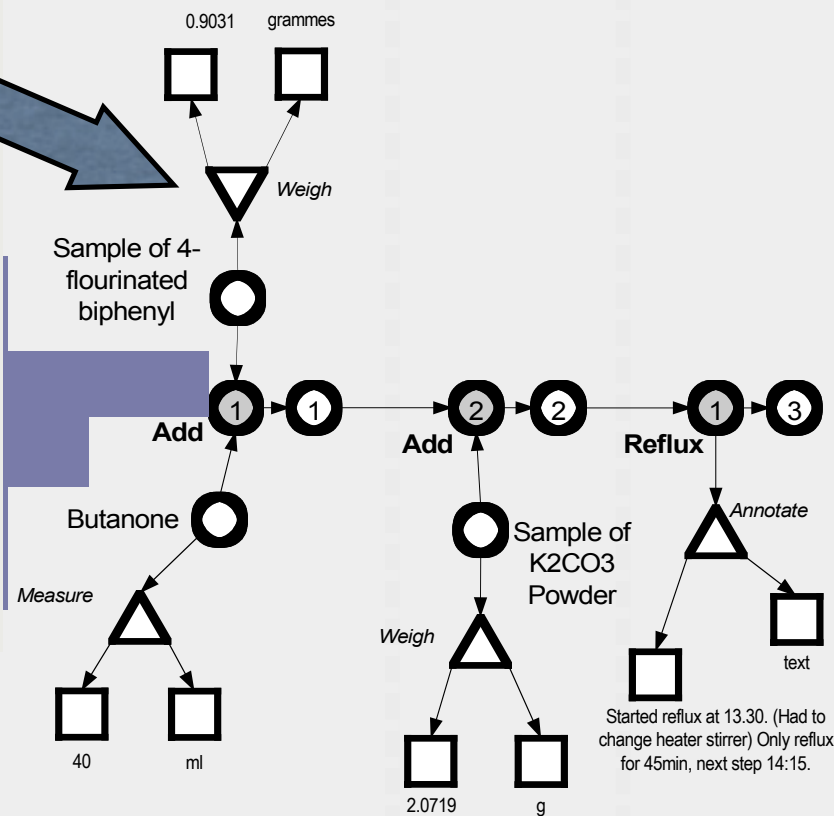 0.9031 grammes
Weigh
Sample of 4-
flourinated
biphenyl
1 1 2 2 1 3
Add Add Reflux
Butanone
Measure
40 ml
Sample of
K2CO3
Powder
Weigh
2.0719 g
Annotate
text
Started reflux at 13.30. (Had to
change heater stirrer) Only reflux
for 45min, next step 14:15.